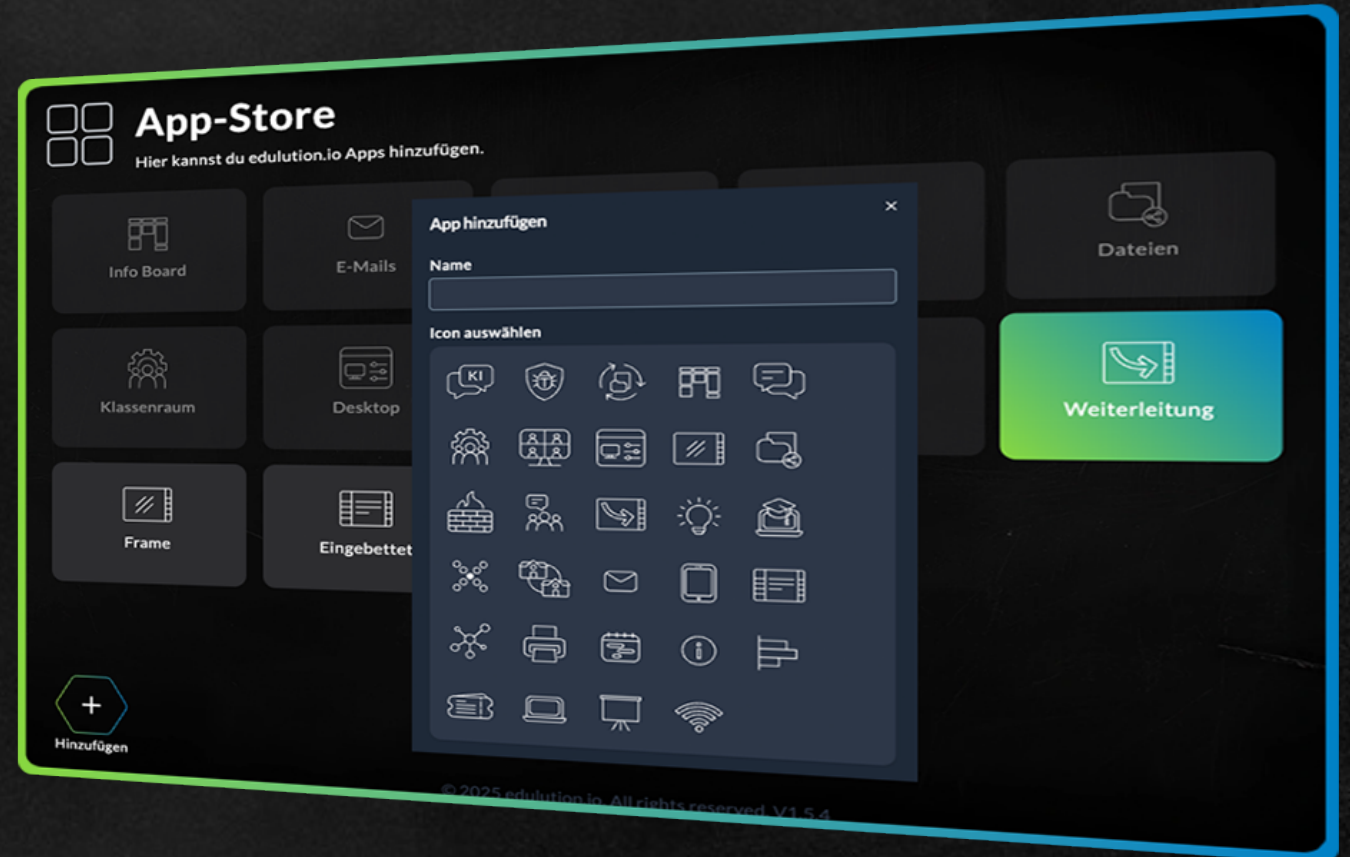 App-Store
Hier kannst du edulution.io Apps hinzufügen.
Info Board
E-Mails
Dateien
Klassenraum
Desktop
Weiterleitung
Frame
Eingebettet
Hinzufügen
App hinzufügen
×
Name
Icon auswählen
KI
© 2025 edulution.io. All rights reserved. V1.5.4